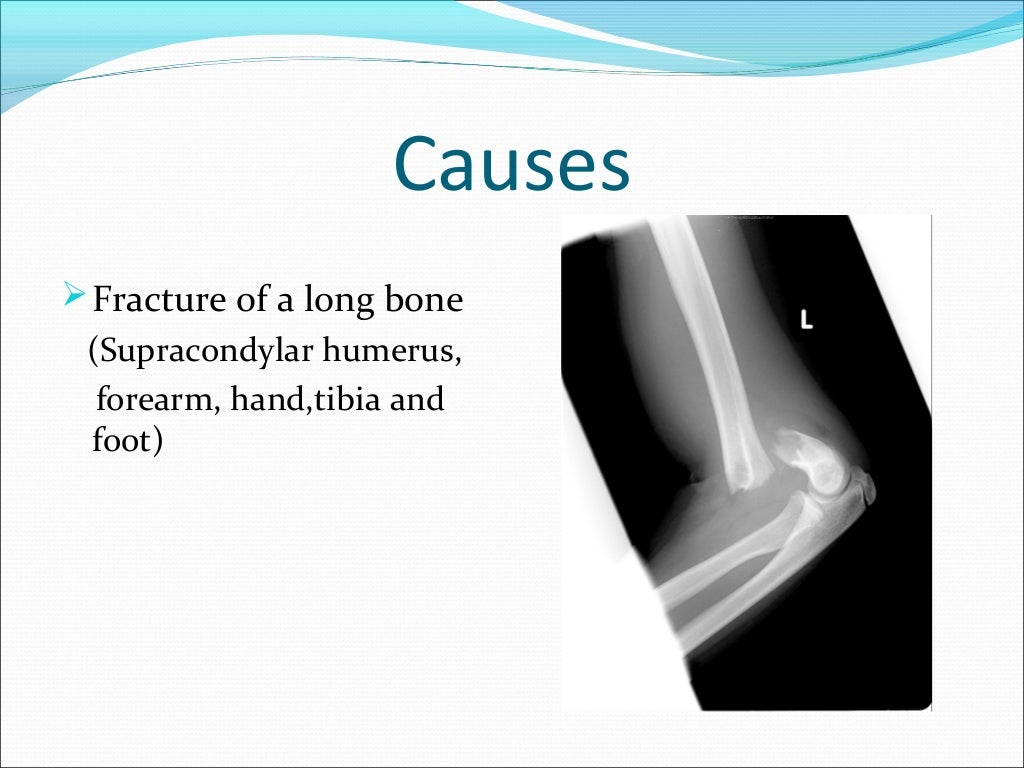 Causes
Fracture of a long bone
(Supracondylar humerus,
forearm, hand,tibia and
foot)
L